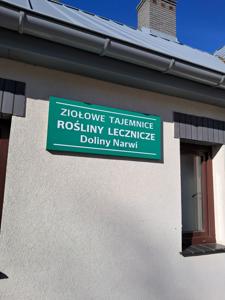 ZIOŁOWE TAJEMNICE
ROŚLINY LECZNICZE
Doliny Narwi